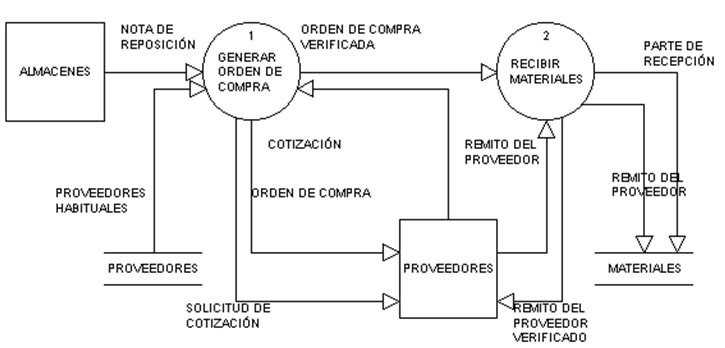 NOTA DE
REPOSICIÓN
ALMACENES
1
GENERAR
ORDEN DE
COMPRA
ORDEN DE COMPRA
VERIFICADA
2
RECIBIR
MATERIALES
PARTE DE
RECEPCIÓN
COTIZACIÓN
REMITO DEL
PROVEEDOR
REMITO DEL
PROVEEDOR
PROVEEDORES
HABITUALES
ORDEN DE COMPRA
PROVEEDORES
PROVEEDORES
MATERIALES
SOLICITUD DE
COTIZACIÓN
REMITO DEL
PROVEEDOR
VERIFICADO